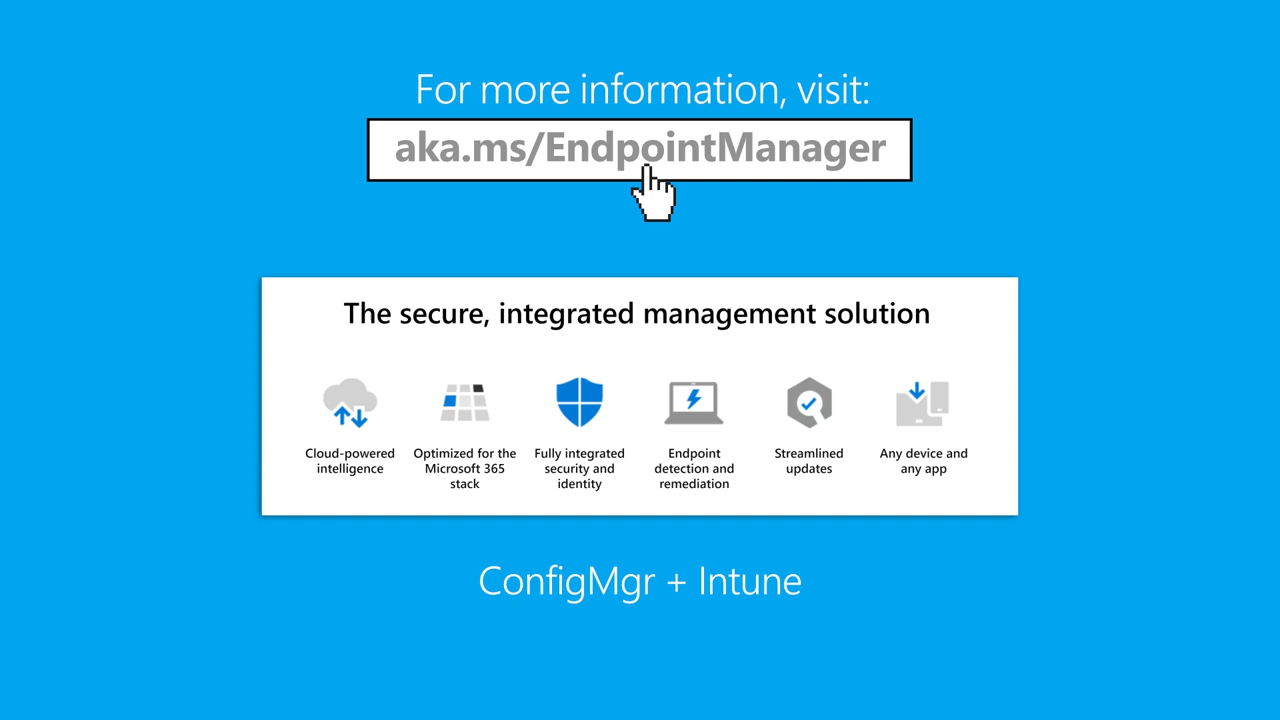 For more information, visit:
aka.ms/EndpointManager
The secure, integrated management solution
Cloud-powered
intelligence
Optimized for the
Microsoft 365
stack
Fully integrated
security and
identity
Endpoint
detection and
remediation
Streamlined
updates
Any device and
any app
ConfigMgr + Intune